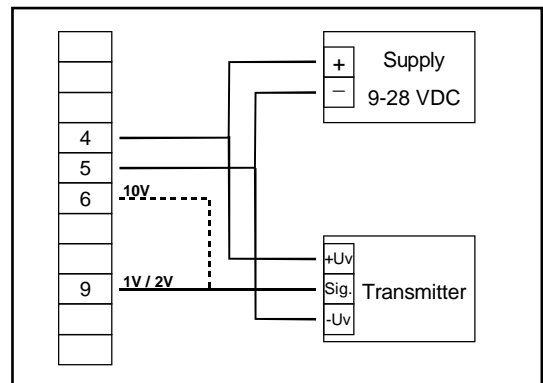 + Supply
− 9-28 VDC
4
5
6 10V
+Uv
9 1V / 2V Sig. Transmitter
-Uv